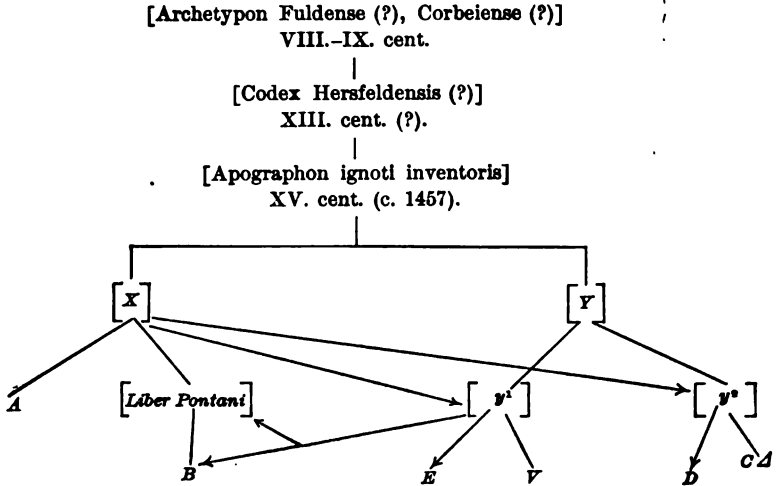 [Archetypon Fuldense (?), Corbeiense (?)]
VIII.-IX. cent.
[Codex Hersfeldensis (?)]
XIII. cent. (?).
[Apographon ignoti inventoris]
XV. cent. (c. 1457).
[X] [Y]
A [Liber Pontani] [y¹] [y²]
B E V D C Δ